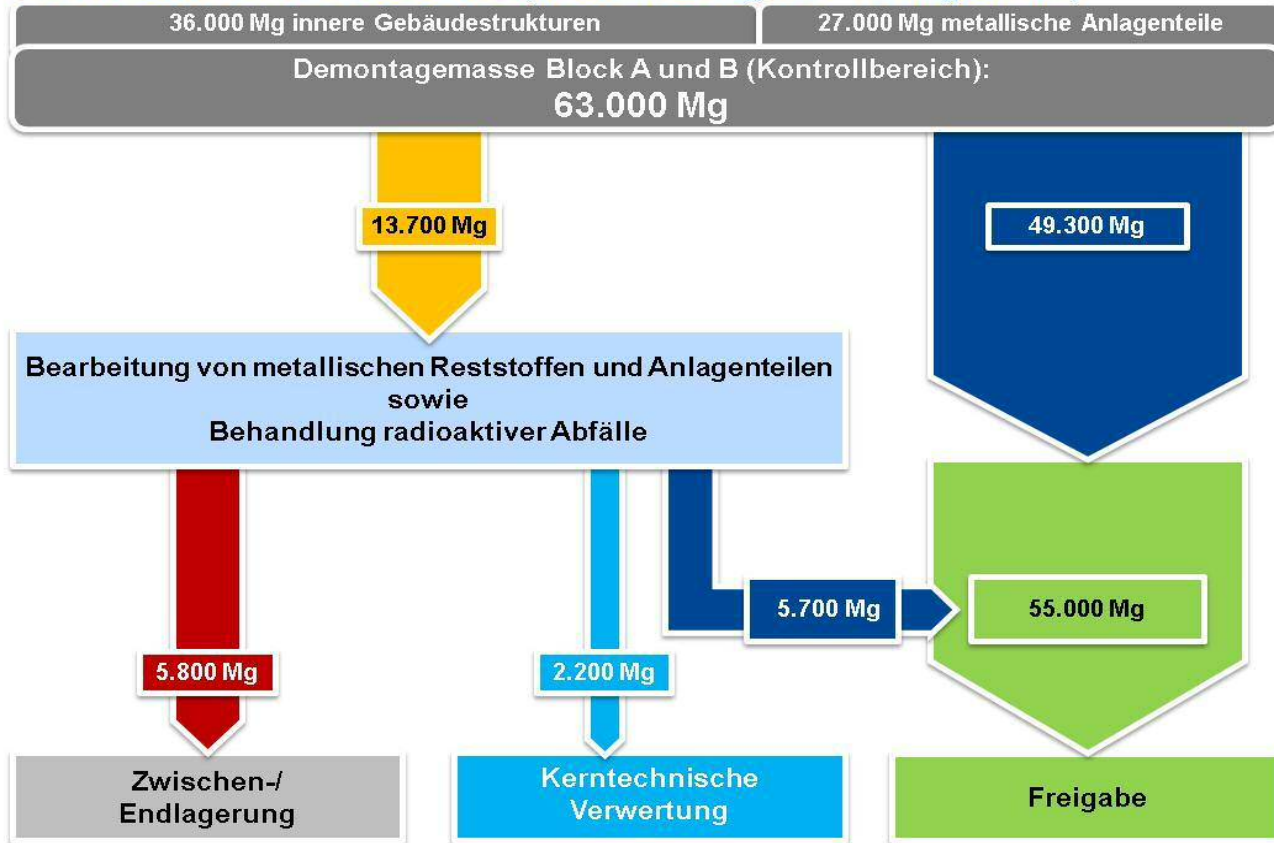 36.000 Mg innere Gebäudestrukturen
27.000 Mg metallische Anlagenteile
Demontagemasse Block A und B (Kontrollbereich):
63.000 Mg
13.700 Mg
49.300 Mg
Bearbeitung von metallischen Reststoffen und Anlagenteilen
sowie
Behandlung radioaktiver Abfälle
5.700 Mg
55.000 Mg
5.800 Mg
2.200 Mg
Zwischen-/
Endlagerung
Kerntechnische
Verwertung
Freigabe